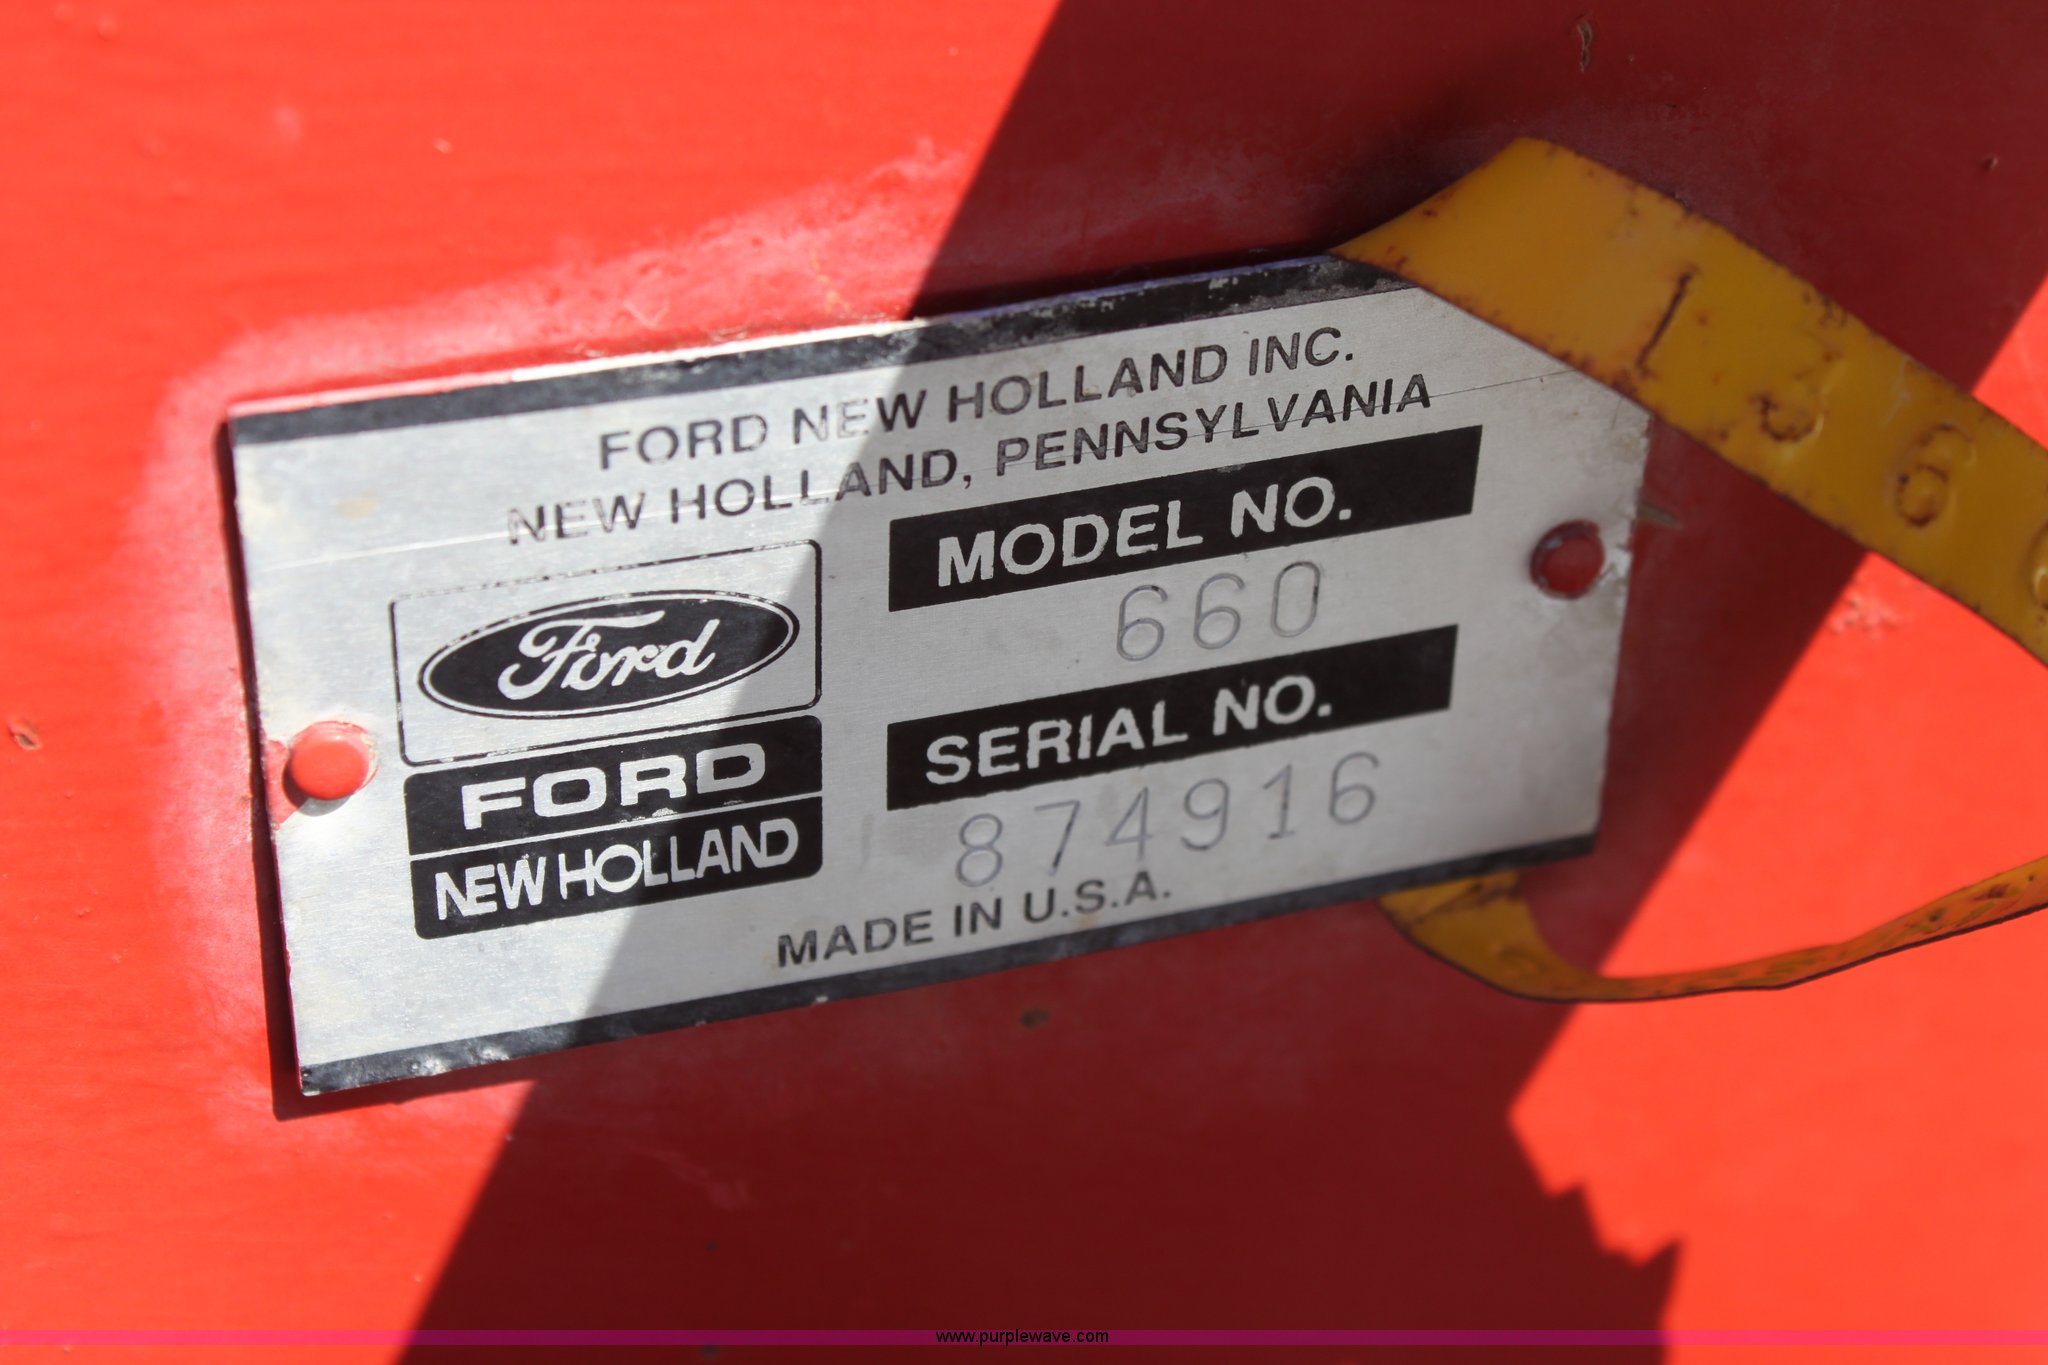 FORD NEW HOLLAND INC.
NEW HOLLAND, PENNSYLVANIA
MODEL NO.
660
Ford
SERIAL NO.
874916
FORD
NEW HOLLAND
MADE IN U.S.A.
1369
www.purplewave.com